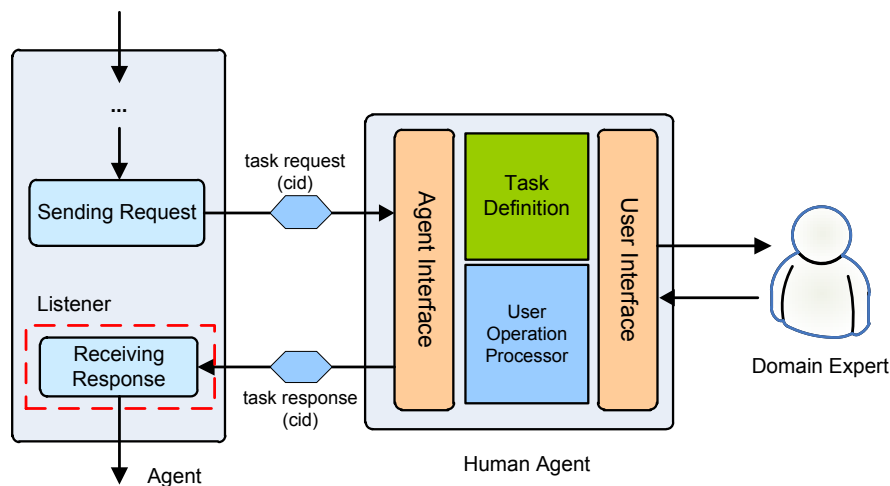 ...
Sending Request
task request
(cid)
Listener
Receiving
Response
task response
(cid)
Agent
Agent Interface
Task
Definition
User
Operation
Processor
User Interface
Human Agent
Domain Expert